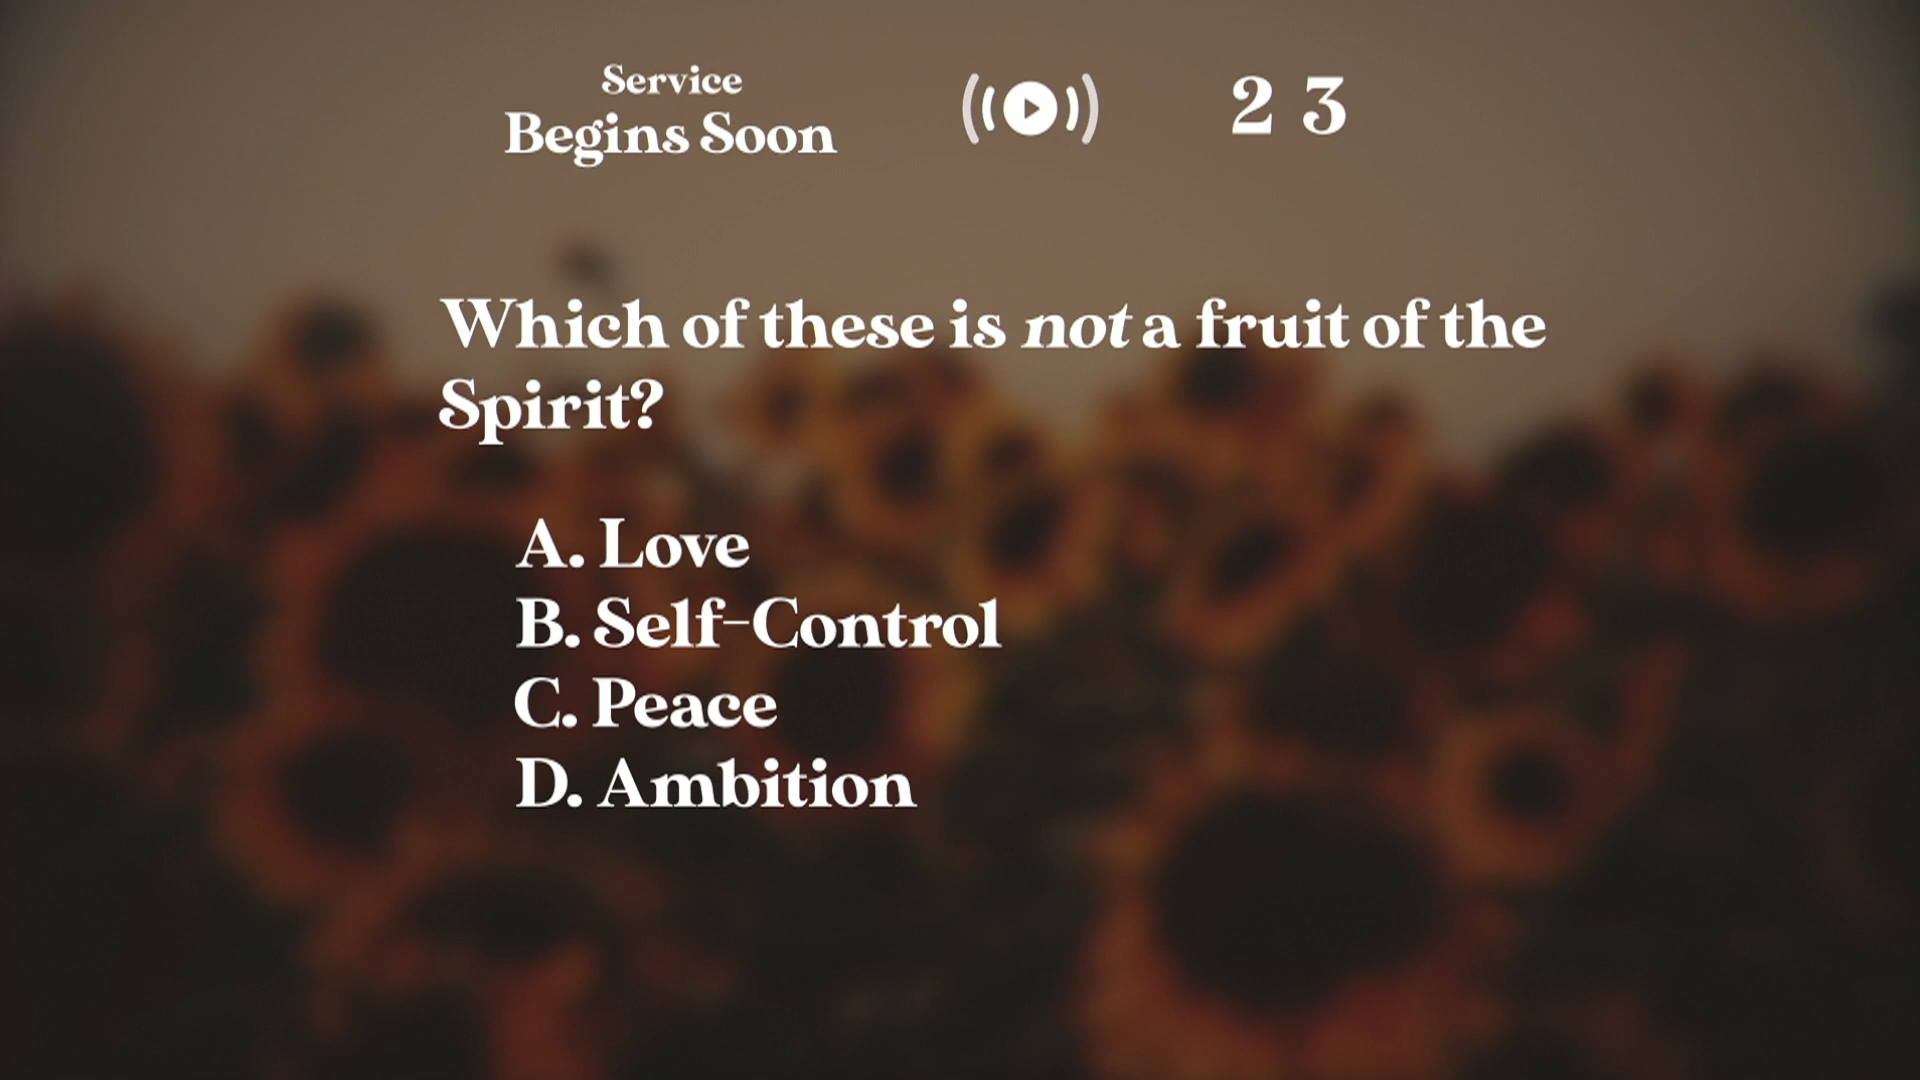 Service
Begins Soon
2 3
Which of these is not a fruit of the
Spirit?
A. Love
B. Self-Control
C. Peace
D. Ambition